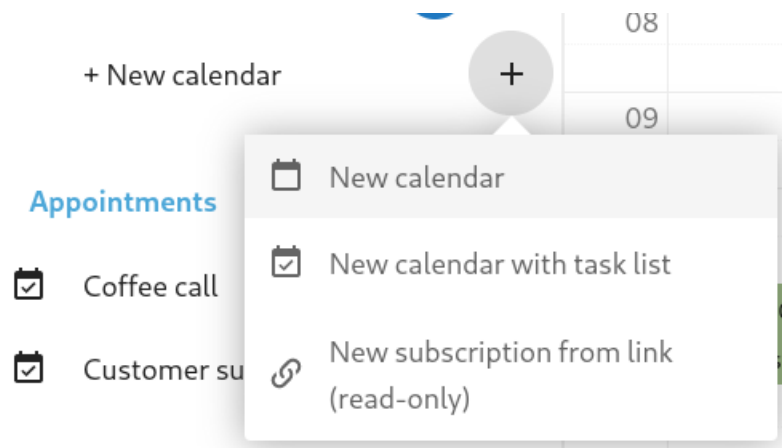 08
+ New calendar
+
09
New calendar
Appointments
New calendar with task list
Coffee call
New subscription from link
(read-only)
Customer su